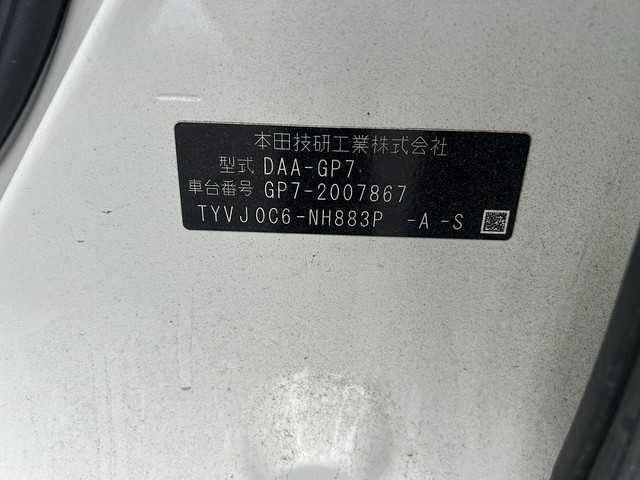 本田技研工業株式会社
型式 DAA-GP7
車台番号 GP7-2007867
TYVJ0C6-NH883P -A -S